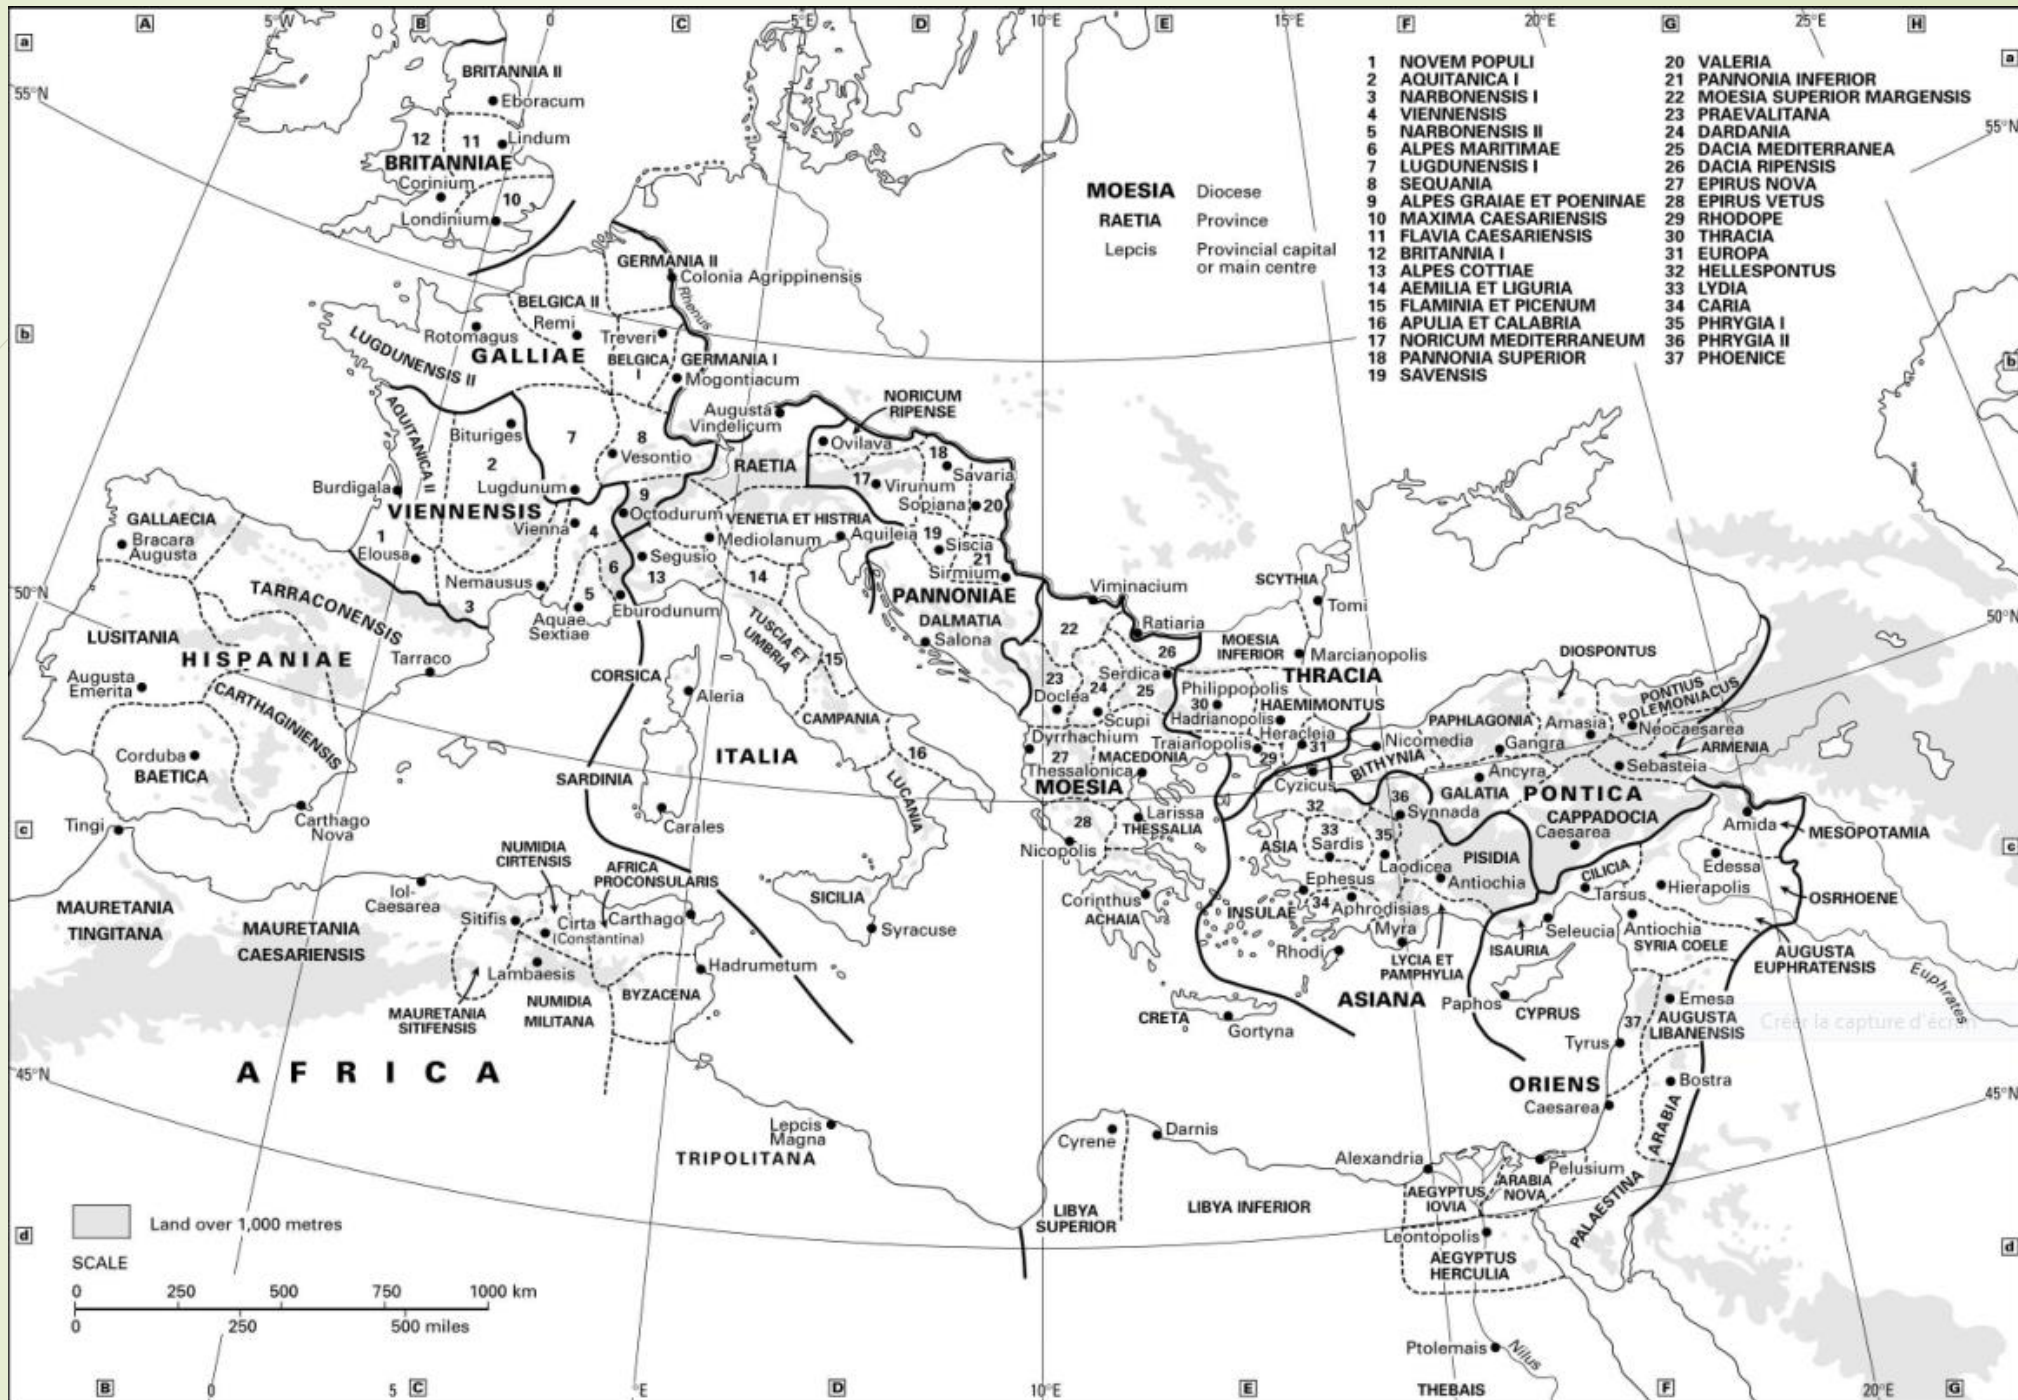 5°W
0
5°E
10°E
15°E
20°E
25°E
A
B
C
D
E
F
G
H
a
a
55°N
55°N
1 NOVEM POPULI
2 AQUITANICA I
3 NARBONENSIS I
4 VIENNENSIS
5 NARBONENSIS II
6 ALPES MARITIMAE
7 LUGDUNENSIS I
8 SEQUANIA
9 ALPES GRAIAE ET POENINAE
10 MAXIMA CAESARIENSIS
11 FLAVIA CAESARIENSIS
12 BRITANNIA I
13 ALPES COTTIAE
14 AEMILIA ET LIGURIA
15 FLAMINIA ET PICENUM
16 APULIA ET CALABRIA
17 NORICUM MEDITERRANEUM
18 PANNONIA SUPERIOR
19 SAVENSIS
20 VALERIA
21 PANNONIA INFERIOR
22 MOESIA SUPERIOR MARGENSIS
23 PRAEVALITANA
24 DARDANIA
25 DACIA MEDITERRANEA
26 DACIA RIPENSIS
27 EPIRUS NOVA
28 EPIRUS VETUS
29 RHODOPE
30 THRACIA
31 EUROPA
32 HELLESPONTUS
33 LYDIA
34 CARIA
35 PHRYGIA I
36 PHRYGIA II
37 PHOENICE
MOESIA Diocese
RAETIA Province
Lepcis Provincial capital
or main centre
BRITANNIA II
Eboracum
12
11
Lindum
BRITANNIAE
Corinium
10
Londinium
GERMANIA II
Colonia Agrippinensis
Rhenus
BELGICA II
Remi
Rotomagus
Treveri
GALLIAE
BELGICA
I
GERMANIA I
Mogontiacum
LUGDUNENSIS II
b
b
AQUITANICA II
Bituriges
7
8
2
Vesontio
Augusta
Vindelicum
NORICUM
RIPENSE
Ovilava
18
Savaria
RAETIA
17
Virunum
Sopiana
20
Burdigala
Lugdunum
9
VIENNENSIS
Octodurum
VENETIA ET HISTRIA
Vienna
4
Mediolanum
Aquileia
19
Siscia
21
Sirmium
1
Elousa
Segusio
6
13
14
Nemausus
5
Eburodunum
3
Aquae
Sextiae
PANNONIAE
DALMATIA
Salona
GALLAECIA
Bracara
Augusta
50°N
50°N
TARRACONENSIS
LUSITANIA
HISPANIAE
Tarraco
Augusta
Emerita
CARTHAGINIENSIS
Corduba
BAETICA
Carthago
Nova
Tingi
c
c
TUSCIA ET
UMBRIA
15
CORSICA
Aleria
CAMPANIA
ITALIA
16
SARDINIA
LUCANIA
Carales
SICILIA
Syracuse
Viminacium
SCYTHIA
Tomi
Ratiaria
22
26
MOESIA
INFERIOR
Marcianopolis
Serdica
THRACIA
23
24
25
Philippopolis
30
HAEMIMONTUS
Doclea
Scupi
Hadrianopolis
Dyrrhachium
Traianopolis
Heracleia
31
27
MACEDONIA
29
Thessalonica
MOESIA
Cyzicus
Nicomedia
BITHYNIA
Larissa
THESSALIA
28
Nicopolis
Corinthus
ACHAIA
DIOSPONTUS
PONTIUS
POLEMONIACUS
PAPHLAGONIA
Amasia
Gangra
Neocaesarea
ARMENIA
Ancyra
Sebasteia
GALATIA
PONTICA
CAPPADOCIA
Caesarea
36
Synnada
32
33
Sardis
35
ASIA
Laodicea
PISIDIA
Antiochia
CILICIA
Tarsus
Ephesus
34
Aphrodisias
INSULAE
Myra
Rhodi
LYCIA ET
PAMPHYLIA
ISAURIA
Seleucia
Amida
MESOPOTAMIA
Edessa
Hierapolis
OSRHOENE
Antiochia
SYRIA COELE
AUGUSTA
EUPHRATENSIS
Euphrates
ASIANA
Paphos
CYPRUS
CRETA
Gortyna
Emesa
AUGUSTA
LIBANENSIS
37
Tyrus
Créer la capture d'écran
ORIENS
Bostra
Caesarea
ARABIA
PALAESTINA
45°N
45°N
MAURETANIA
TINGITANA
Iol-
Caesarea
MAURETANIA
CAESARIENSIS
NUMIDIA
CIRTENSIS
AFRICA
PROCONSULARIS
Sitifis
Cirta
(Constantina)
Carthago
Lambaesis
Hadrumetum
MAURETANIA
SITIFENSIS
NUMIDIA
MILITANA
BYZACENA
AFRICA
Lepcis
Magna
TRIPOLITANA
Cyrene
Darnis
LIBYA
SUPERIOR
LIBYA INFERIOR
Alexandria
Pelusium
AEGYPTUS
IOVIA
ARABIA
NOVA
Leontopolis
AEGYPTUS
HERCULIA
Ptolemais
Nilus
THEBAIS
d
d
Land over 1,000 metres
SCALE
0 250 500 750 1000 km
0 250 500 miles
B
0
5
C
°E
D
10°E
E
F
20°E
G